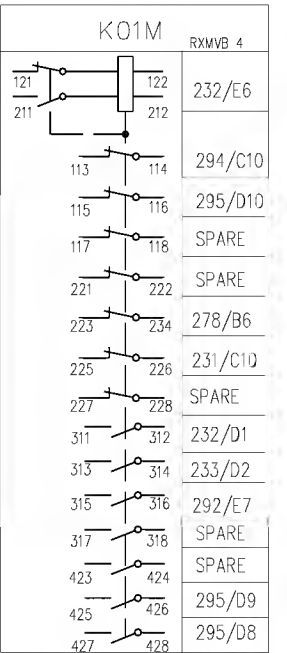 K01M RXMVB 4
121 122 232/E6
211 212
113 114 294/C10
115 116 295/D10
117 118 SPARE
221 222 SPARE
223 234 278/B6
225 226 231/C10
227 228 SPARE
311 312 232/D1
313 314 233/D2
315 316 292/E7
317 318 SPARE
423 424 SPARE
425 426 295/D9
427 428 295/D8